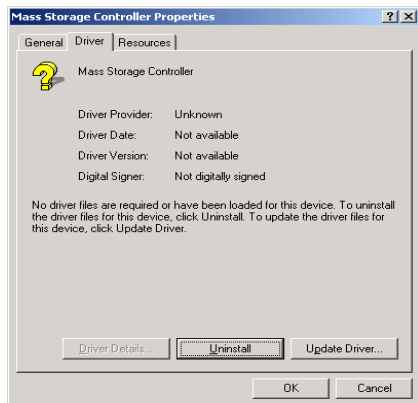 Mass Storage Controller Properties
General Driver Resources
Mass Storage Controller
Driver Provider: Unknown
Driver Date: Not available
Driver Version: Not available
Digital Signer: Not digitally signed
No driver files are required or have been loaded for this device. To uninstall
the driver files for this device, click Uninstall. To update the driver files for
this device, click Update Driver.
Driver Details... Uninstall Update Driver...
OK Cancel